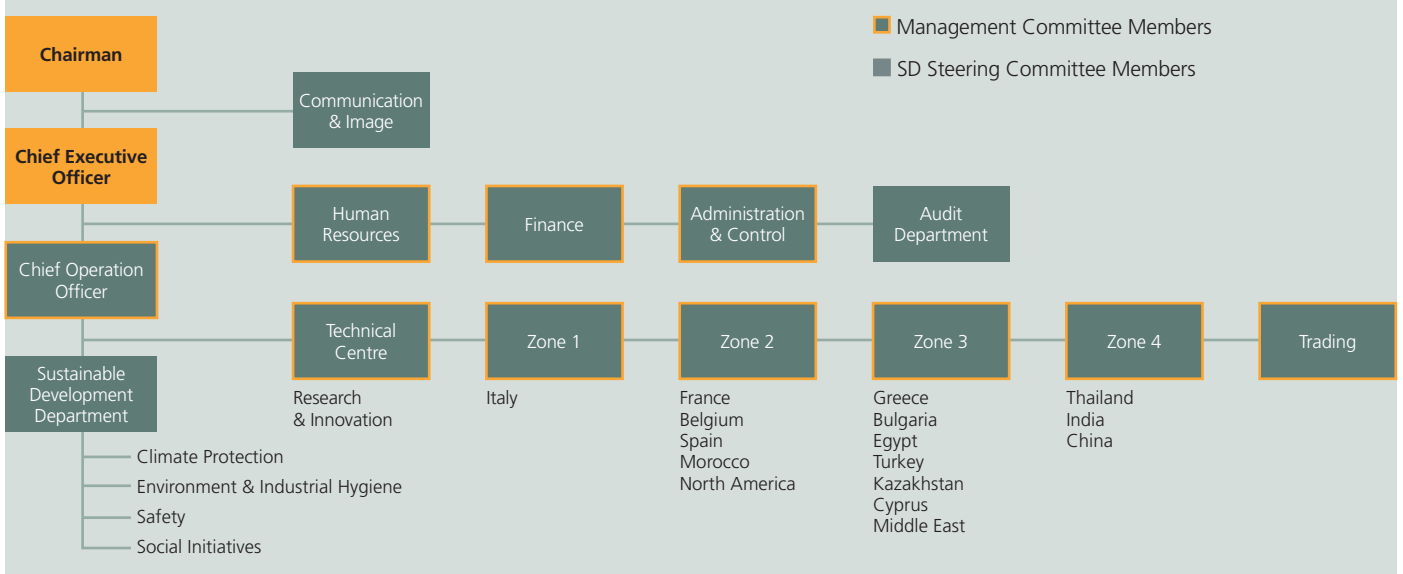 Management Committee Members
SD Steering Committee Members
Chairman
Communication
& Image
Chief Executive
Officer
Human
Resources
Finance
Administration
& Control
Audit
Department
Chief Operation
Officer
Technical
Centre
Zone 1
Zone 2
Zone 3
Zone 4
Trading
Research
& Innovation
Italy
France
Belgium
Spain
Morocco
North America
Greece
Bulgaria
Egypt
Turkey
Kazakhstan
Cyprus
Middle East
Thailand
India
China
Sustainable
Development
Department
Climate Protection
Environment & Industrial Hygiene
Safety
Social Initiatives